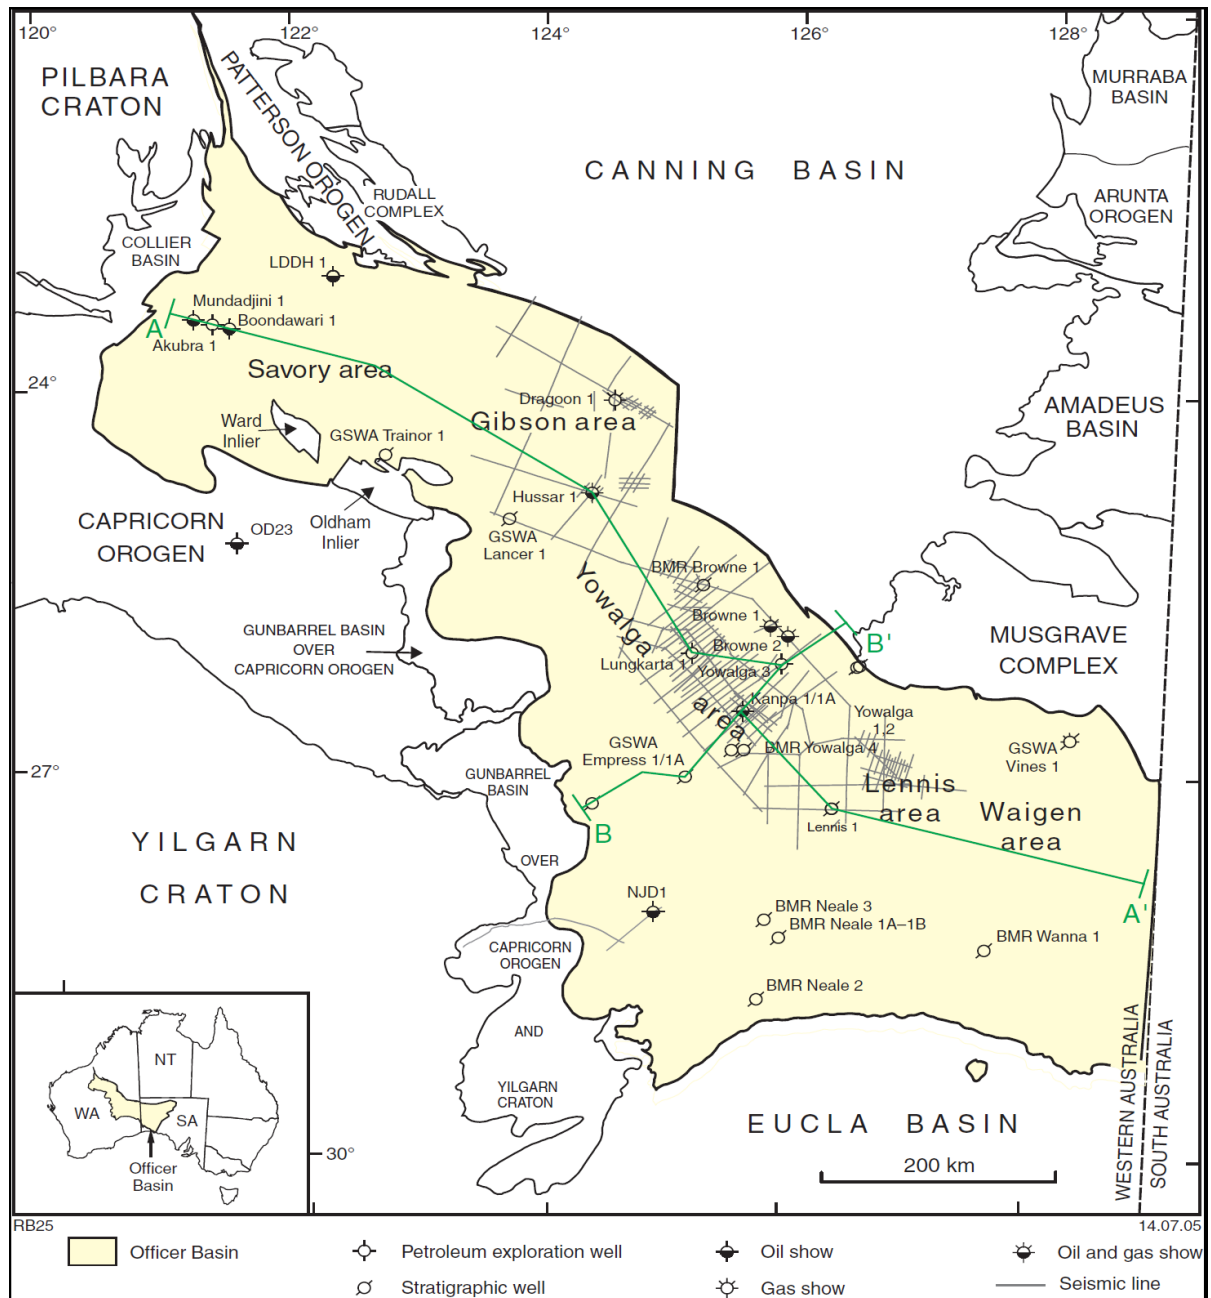 120°
122°
124°
126°
128°
PILBARA
CRATON
PATTERSON OROGEN
RUDALL
COMPLEX
CANNING BASIN
MURRABA
BASIN
ARUNTA
OROGEN
COLLIER
BASIN
LDDH 1
Mundadjini 1
Boondawari 1
A
Akubra 1
Savory area
24°
Dragoon 1
Gibson area
AMADEUS
BASIN
Ward
Inlier
GSWA Trainor 1
Hussar 1
CAPRICORN
OROGEN
OD23
Oldham
Inlier
GSWA
Lancer 1
Yowalga
area
BMR Browne 1
Browne 1
Browne 2
B'
GUNBARREL BASIN
OVER
CAPRICORN OROGEN
MUSGRAVE
COMPLEX
Lungkarta 1
Yowalga 3
Kanpa 1/1A
Yowalga
1,2
GSWA
Empress 1/1A
BMR Yowalga 4
GSWA
Vines 1
27°
GUNBARREL
BASIN
Lennis
area
Waigen
area
B
Lennis 1
YILGARN
CRATON
OVER
NJD1
A'
BMR Neale 3
BMR Neale 1A–1B
BMR Wanna 1
CAPRICORN
OROGEN
BMR Neale 2
AND
YILGARN
CRATON
EUCLA BASIN
WESTERN AUSTRALIA
SOUTH AUSTRALIA
NT
WA
SA
Officer
Basin
30°
200 km
RB25
14.07.05
Officer Basin
Petroleum exploration well
Oil show
Oil and gas show
Stratigraphic well
Gas show
Seismic line